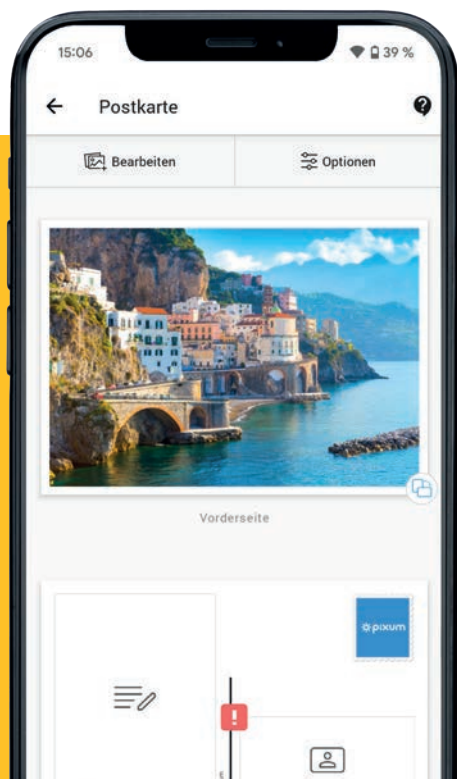 15:06
39 %
Postkarte
Bearbeiten
Optionen
Vorderseite
pixum